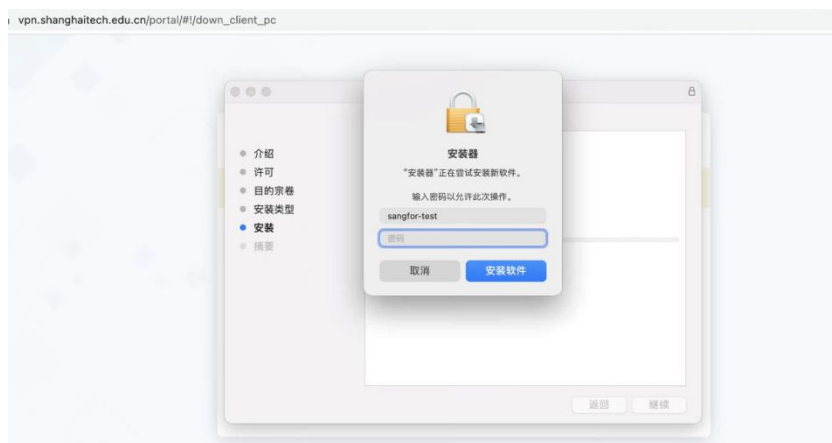 vpn.shanghaitech.edu.cn/portal/#!/down_client_pc
介绍
许可
目的宗卷
安装类型
安装
摘要
安装器
“安装器”正在尝试安装新软件。
输入密码以允许此次操作。
sangfor-test
密码
取消
安装软件
返回
继续